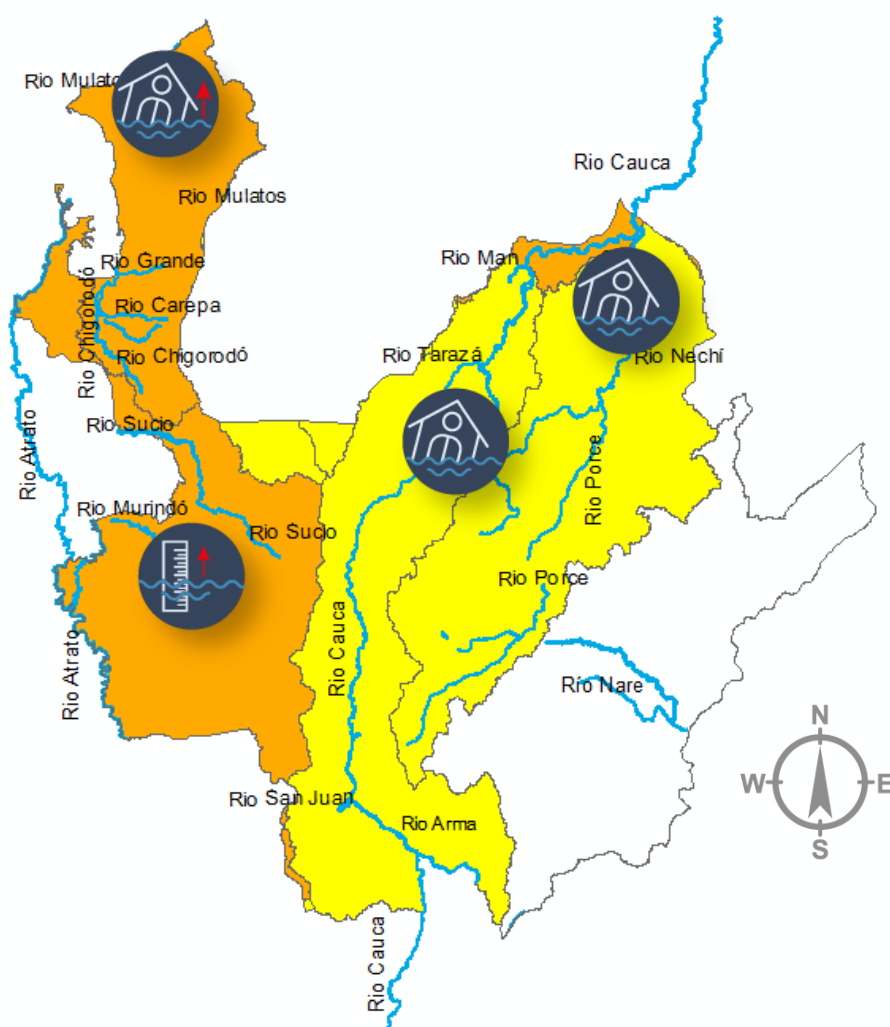 Rio Mulato
Rio Cauca
Rio Mulatos
Rio Man
Rio Grande
Rio Carepa
Rio Chigorodó
Rio Chigorodó
Rio Tarazá
Rio Nechí
Rio Sucio
Rio Atrato
Rio Porce
Rio Murindó
Rio Sucio
Rio Porce
Rio Cauca
Rio Atrato
Río Nare
N
W
E
S
Rio San Juan
Rio Arma
Rio Cauca